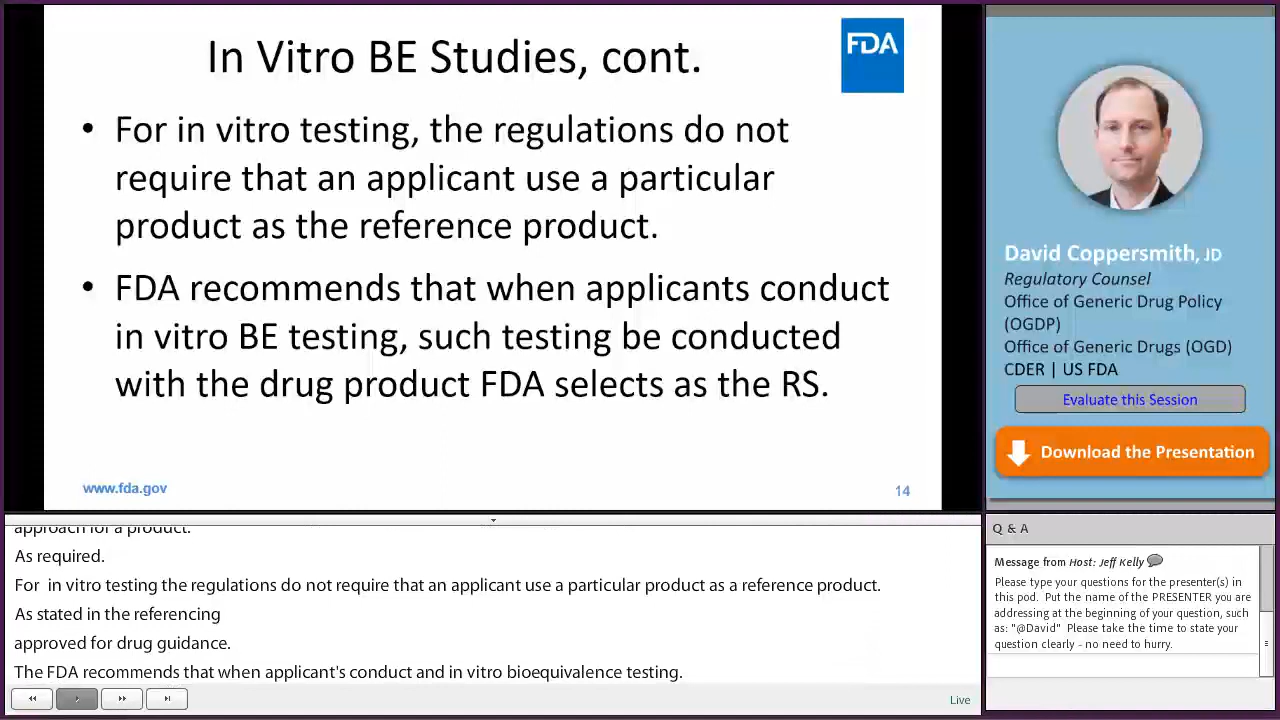 In Vitro BE Studies, cont.
FDA
• For in vitro testing, the regulations do not
require that an applicant use a particular
product as the reference product.
• FDA recommends that when applicants conduct
in vitro BE testing, such testing be conducted
with the drug product FDA selects as the RS.
www.fda.gov
14
David Coppersmith, JD
Regulatory Counsel
Office of Generic Drug Policy
(OGDP)
Office of Generic Drugs (OGD)
CDER | US FDA
Evaluate this Session
Download the Presentation
approach for a product.
As required.
For in vitro testing the regulations do not require that an applicant use a particular product as a reference product.
As stated in the referencing
approved for drug guidance.
The FDA recommends that when applicant's conduct and in vitro bioequivalence testing.
Live
Q & A
Message from Host: Jeff Kelly
Please type your questions for the presenter(s) in
this pod. Put the name of the PRESENTER you are
addressing at the beginning of your question, such
as: "@David" Please take the time to state your
question clearly - no need to hurry.